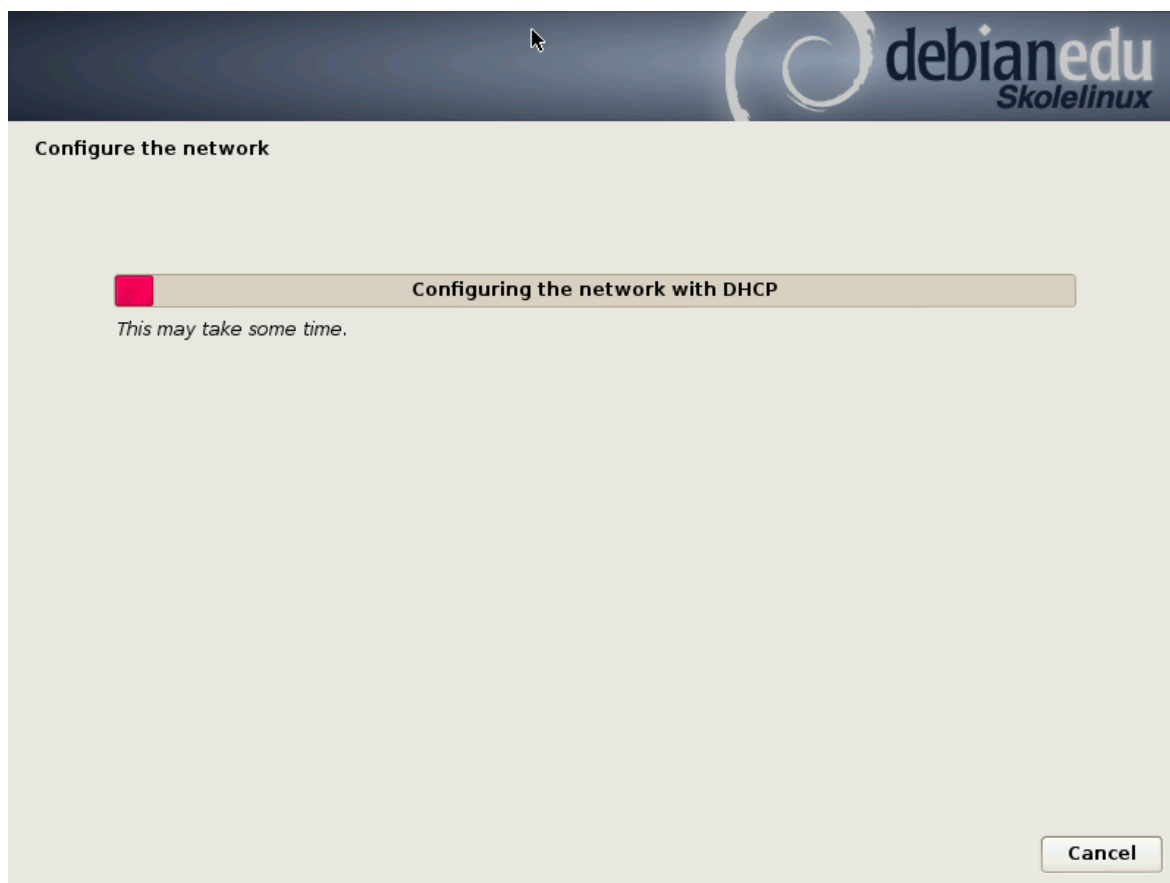 debianedu
Skolelinux
Configure the network
Configuring the network with DHCP
This may take some time.
Cancel